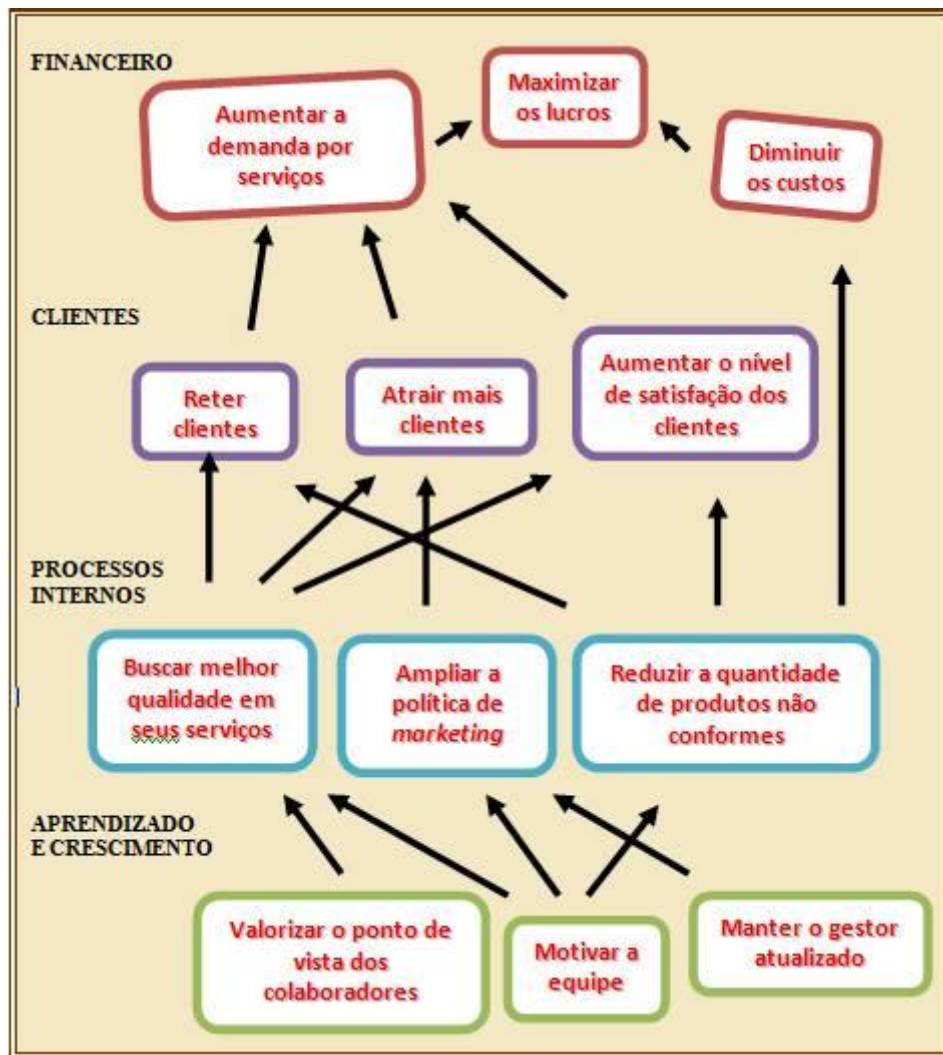 FINANCEIRO
Aumentar a
demanda por
serviços
Maximizar
os lucros
Diminuir
os custos
CLIENTES
Reter
clientes
Atrair mais
clientes
Aumentar o nível
de satisfação dos
clientes
PROCESSOS
INTERNOS
Buscar melhor
qualidade em
seus serviços
Ampliar a
política de
marketing
Reduzir a quantidade
de produtos não
conformes
APRENDIZADO
E CRESCIMENTO
Valorizar o ponto de
vista dos
colaboradores
Motivar a
equipe
Manter o gestor
atualizado